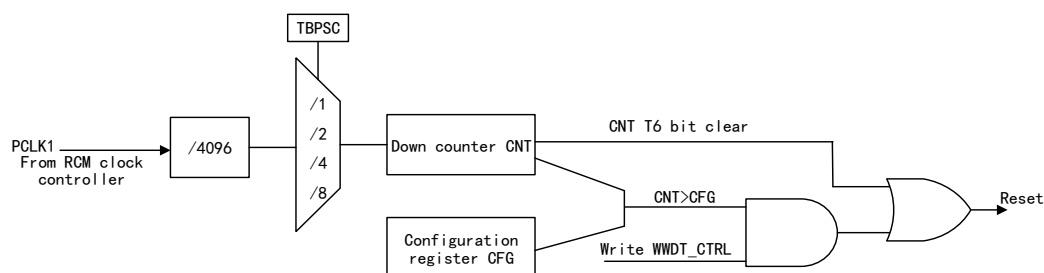 TBPSC
/1
/2
/4
/8
PCLK1
From RCM clock
controller
/4096
Down counter CNT
CNT T6 bit clear
CNT>CFG
Write WWDT_CTRL
Configuration
register CFG
Reset